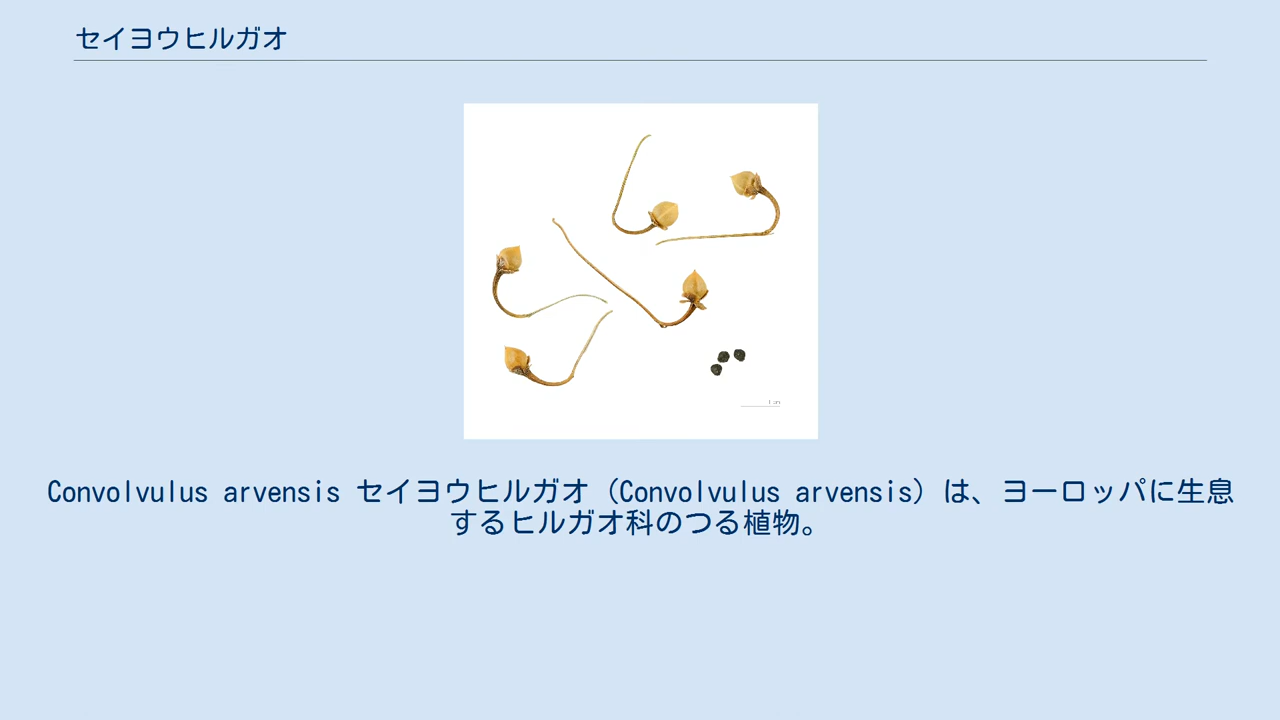 セイヨウヒルガオ
1 cm
Convolvulus arvensis セイヨウヒルガオ（Convolvulus arvensis）は、ヨーロッパに生息
するヒルガオ科のつる植物。